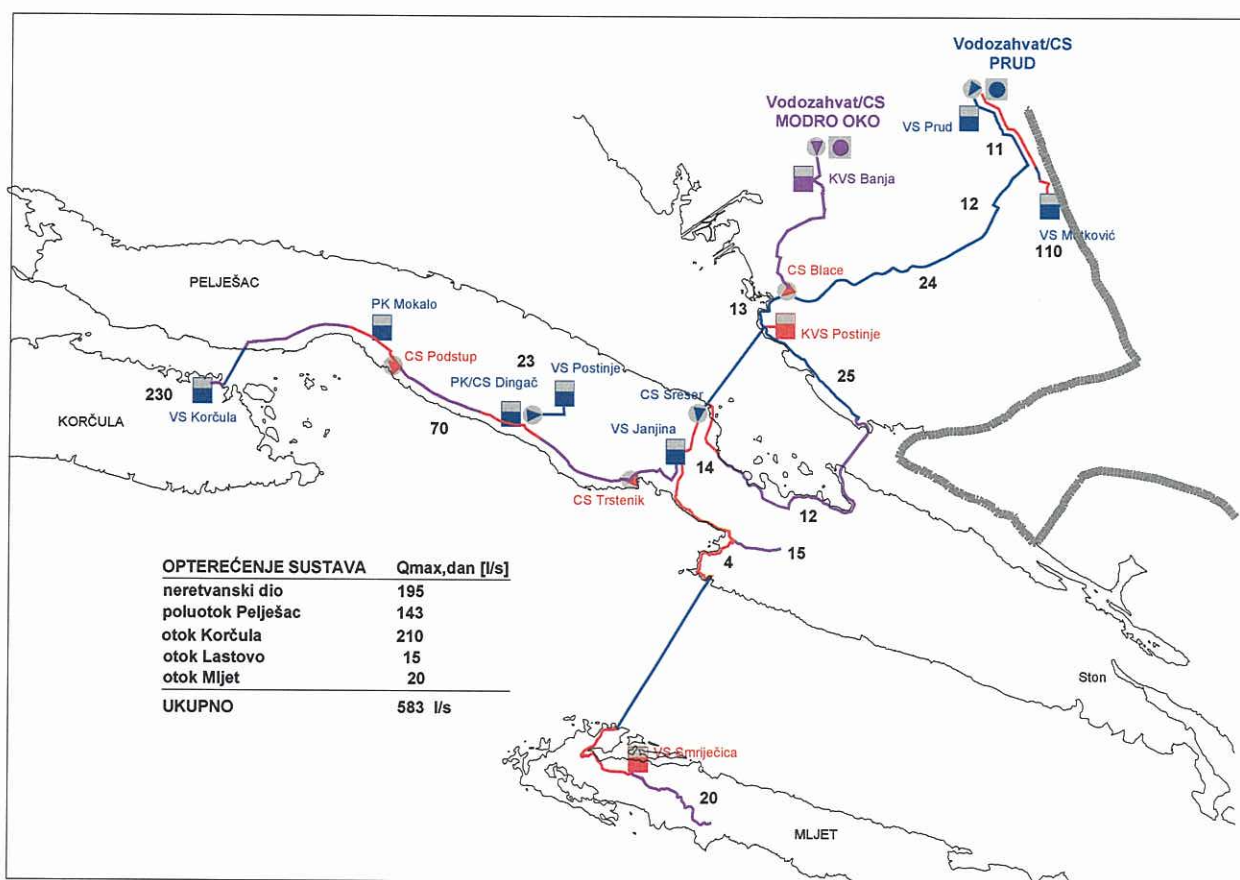 Vodozahvat/CS
PRUD
Vodozahvat/CS
MODRO OKO
VS Prud
11
KVS Banja
12
VS Metković
110
CS Blace
24
13
KVS Postinje
PELJEŠAC
PK Mokalo
CS Podstup
23
VS Postinje
PK/CS Dingač
25
CS Sreser
230
VS Korčula
KORČULA
70
VS Janjina
14
CS Trstenik
12
15
4
OPTEREĆENJE SUSTAVA Qmax,dan [l/s]
neretvanski dio 195
poluotok Pelješac 143
otok Korčula 210
otok Lastovo 15
otok Mljet 20
UKUPNO 583 l/s
Ston
VS Smriječica
20
MLJET